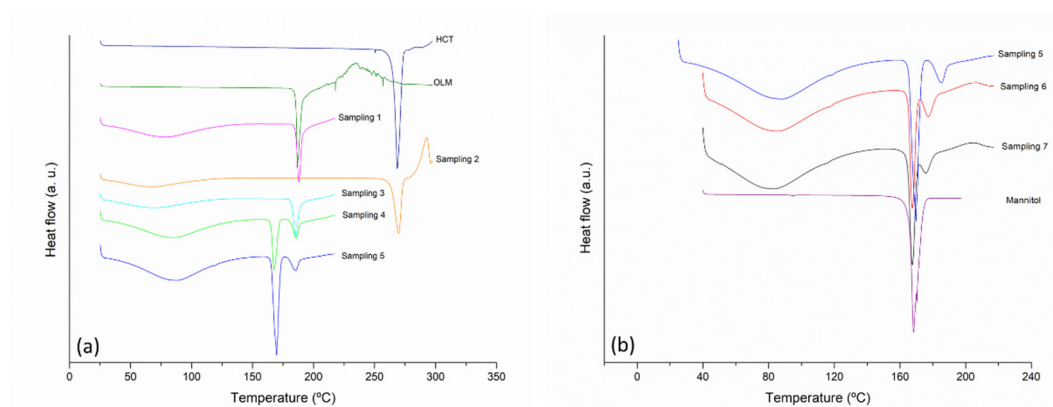 HCT
OLM
Sampling 1
Sampling 2
Sampling 3
Sampling 4
Sampling 5
Heat flow (a. u.)
(a)
0 50 100 150 200 250 300 350
Temperature (ºC)
Sampling 5
Sampling 6
Sampling 7
Mannitol
Heat flow (a.u.)
(b)
0 40 80 120 160 200 240
Temperature (ºC)